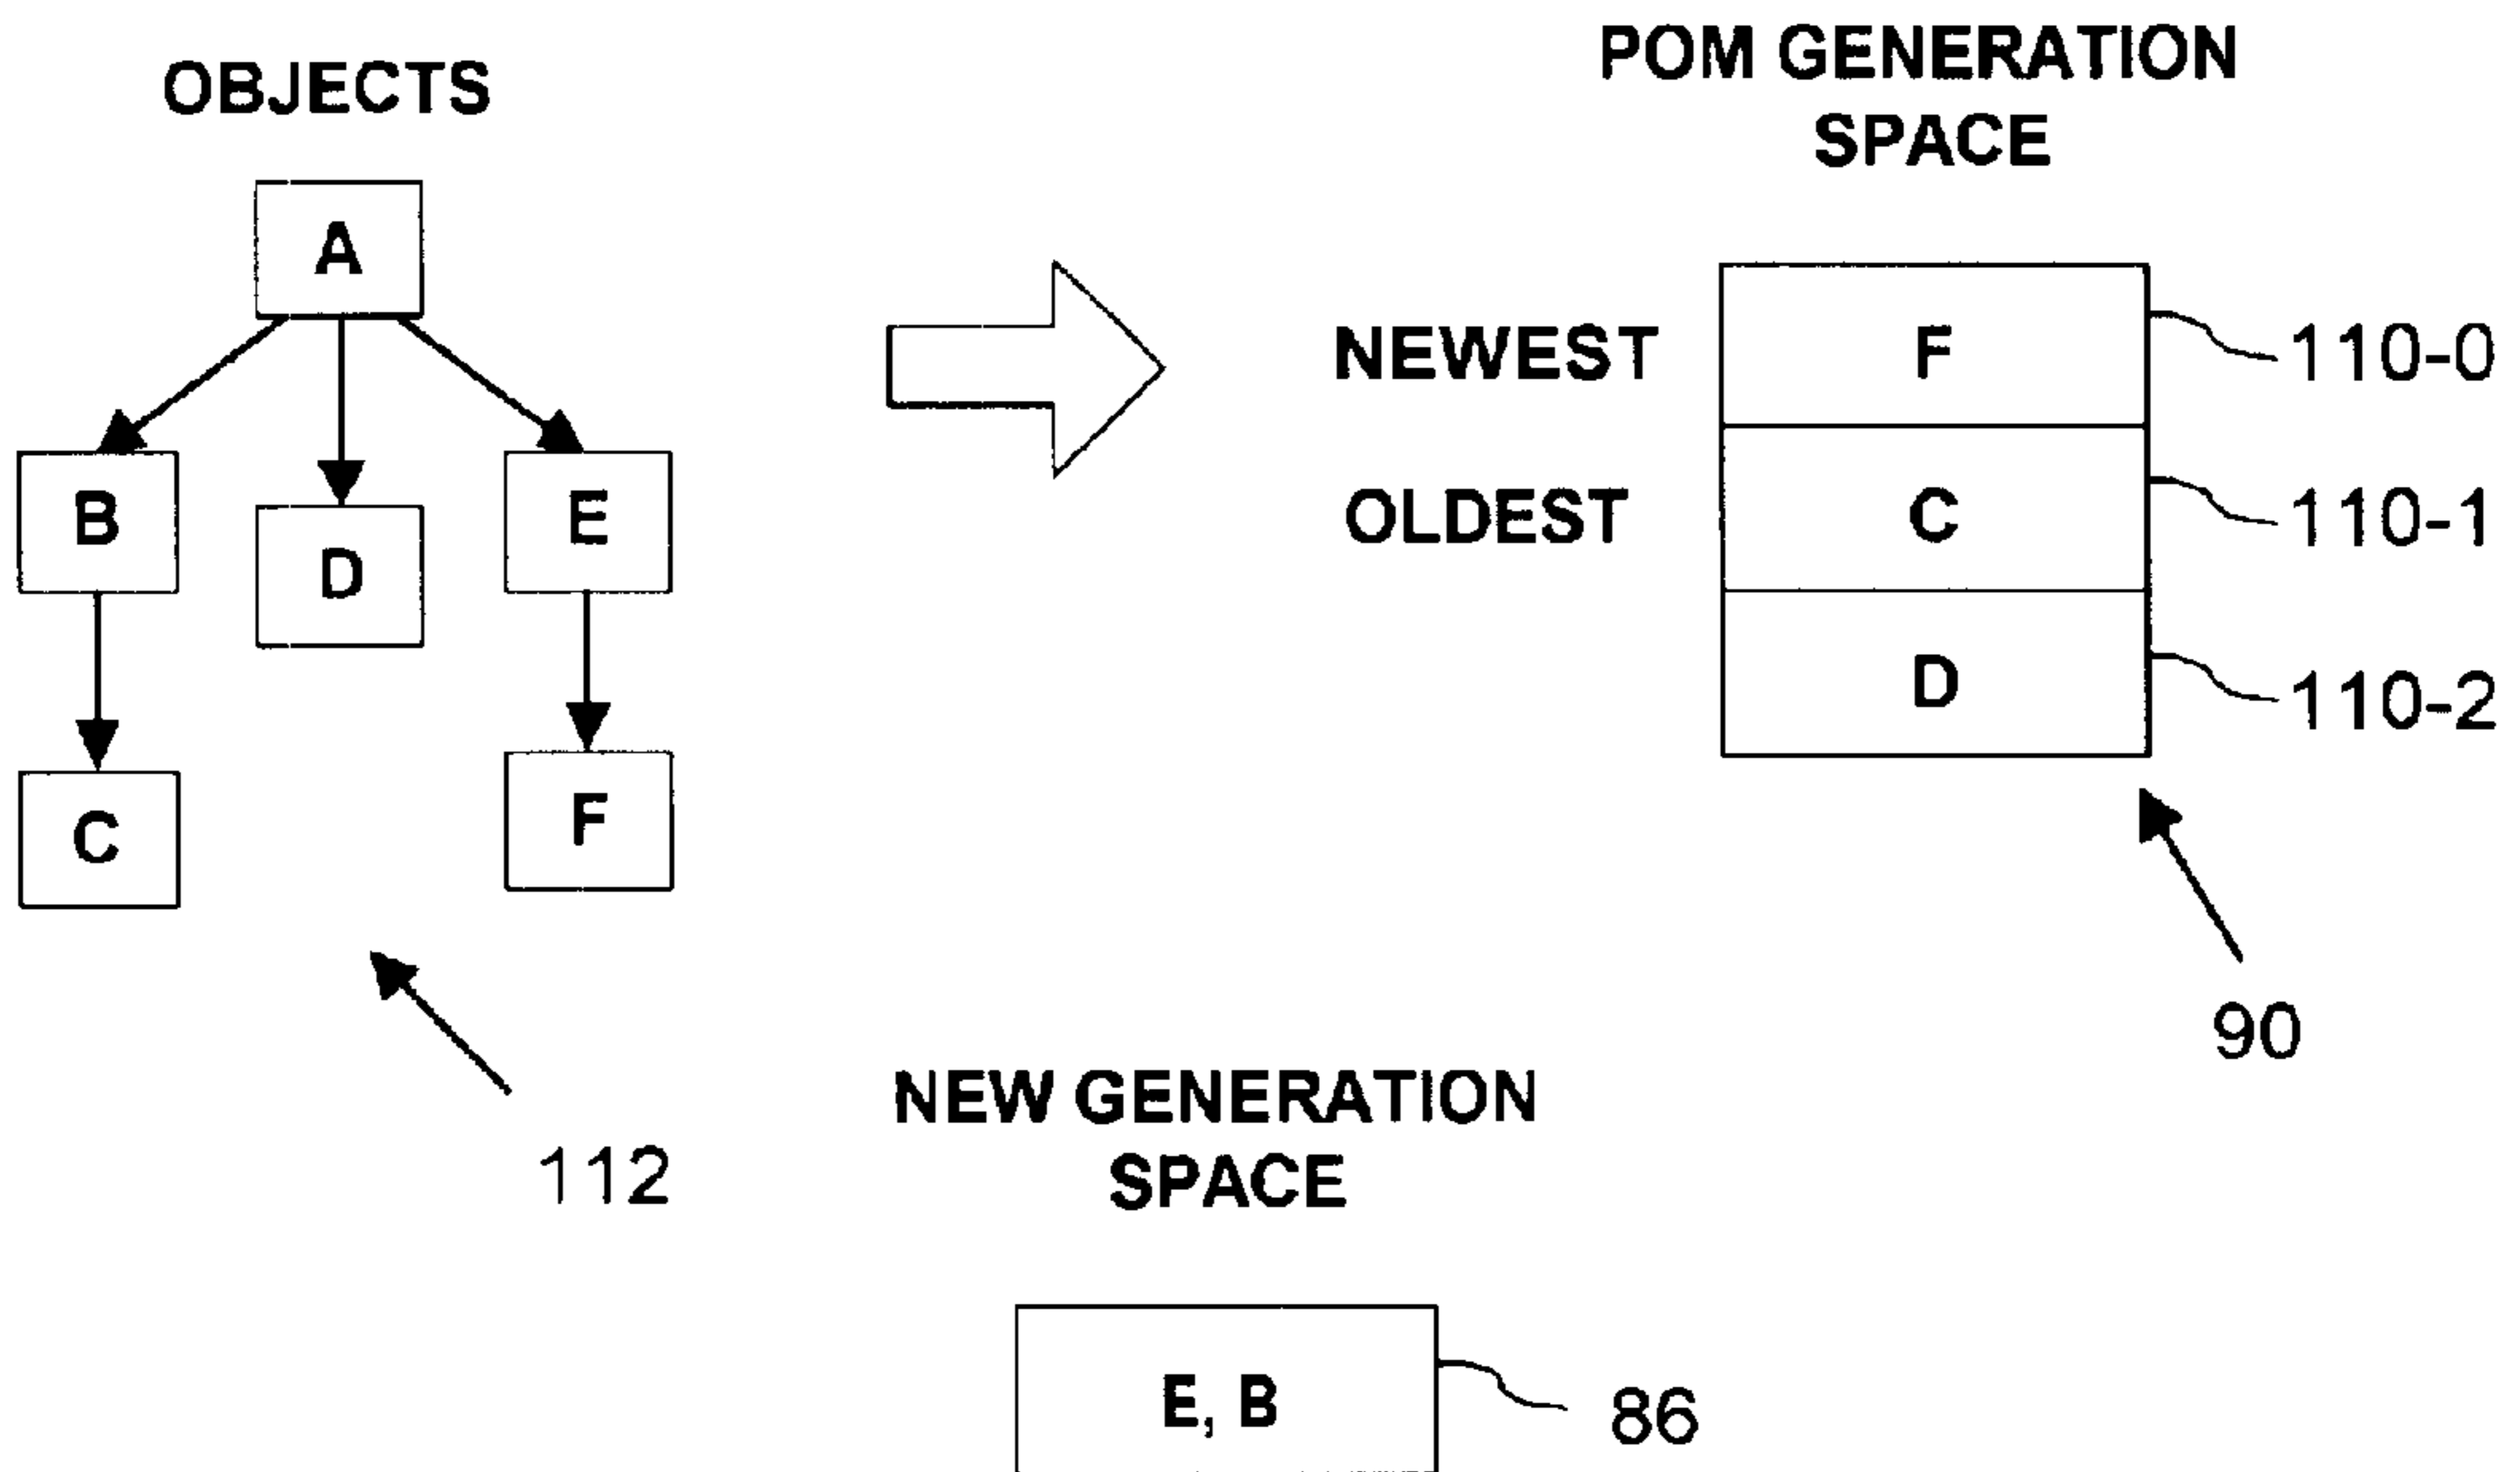 OBJECTS
A
B
D
E
C
F
112
POM GENERATION
SPACE
NEWEST
F
110-0
OLDEST
C
110-1
D
110-2
90
NEW GENERATION
SPACE
E, B
86